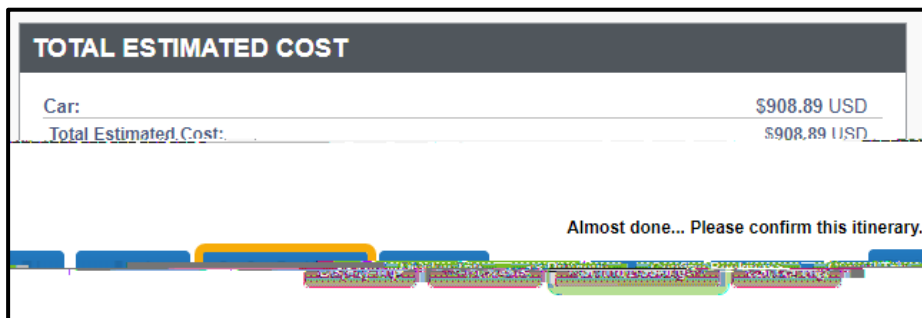 TOTAL ESTIMATED COST
Car: $908.89 USD
Total Estimated Cost: $908.89 USD
Almost done... Please confirm this itinerary.